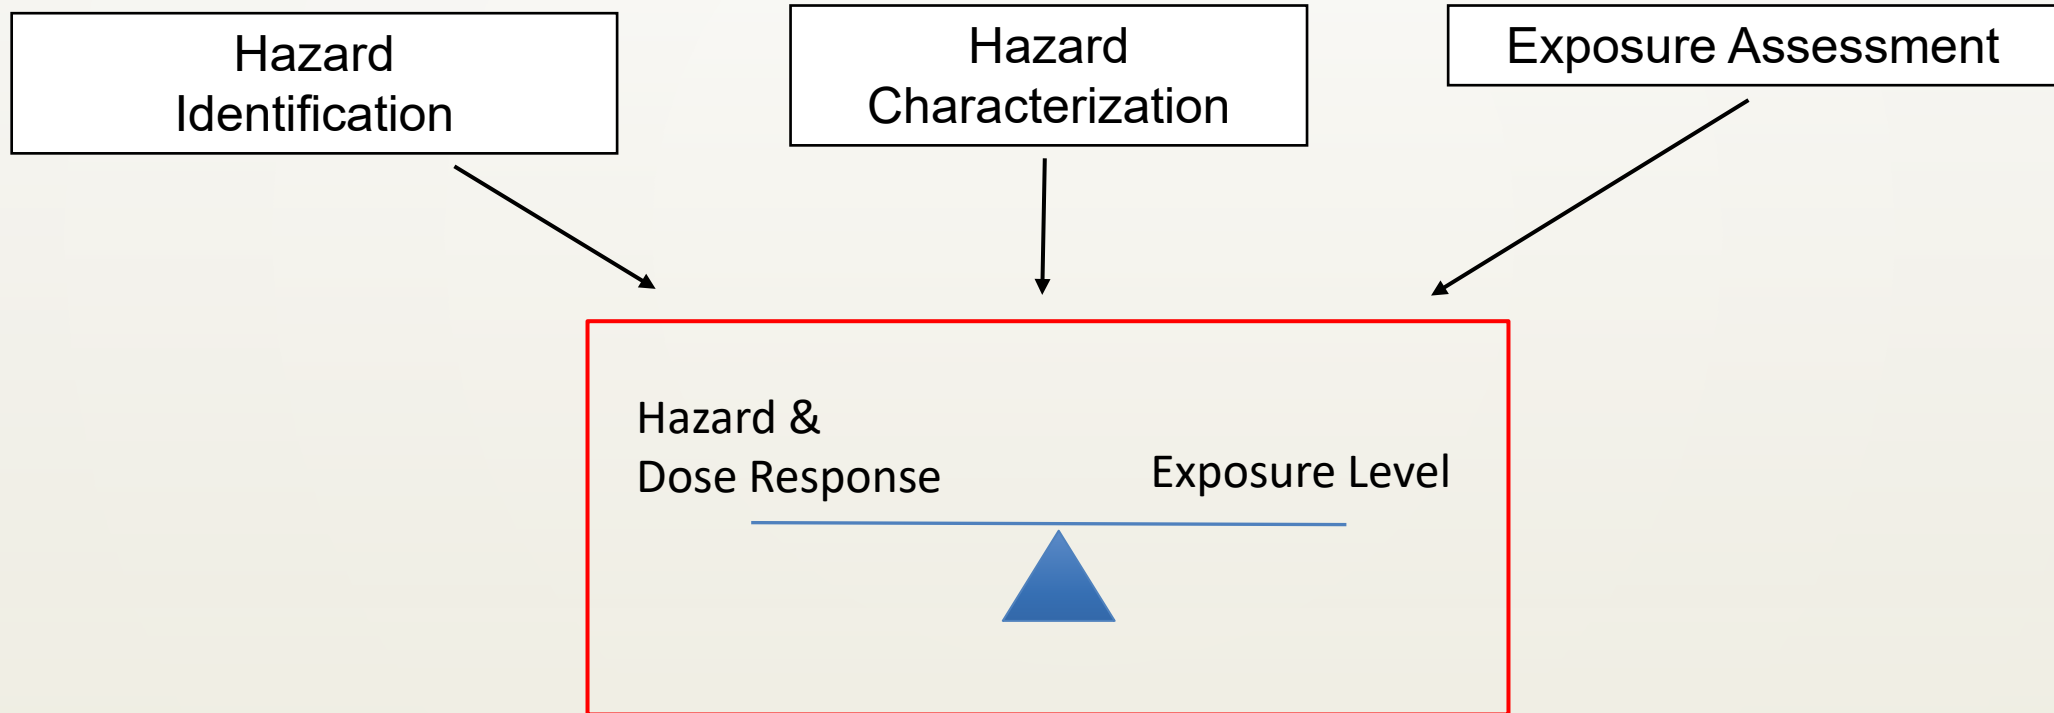 Hazard
Identification
Hazard
Characterization
Exposure Assessment
Hazard &
Dose Response
Exposure Level